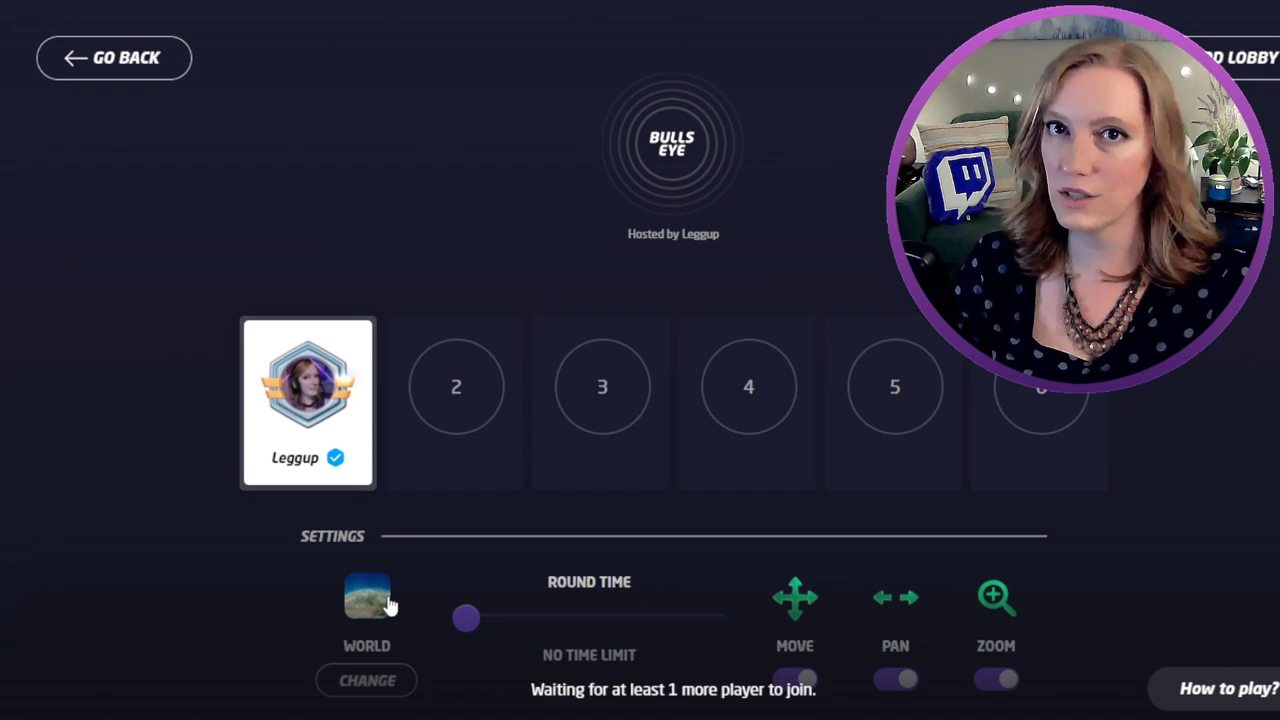 GO BACK
LOBBY
BULLS
EYE
Hosted by Leggup
2
3
4
5
Leggup
SETTINGS
ROUND TIME
WORLD
NO TIME LIMIT
MOVE
PAN
ZOOM
CHANGE
Waiting for at least 1 more player to join.
How to play?